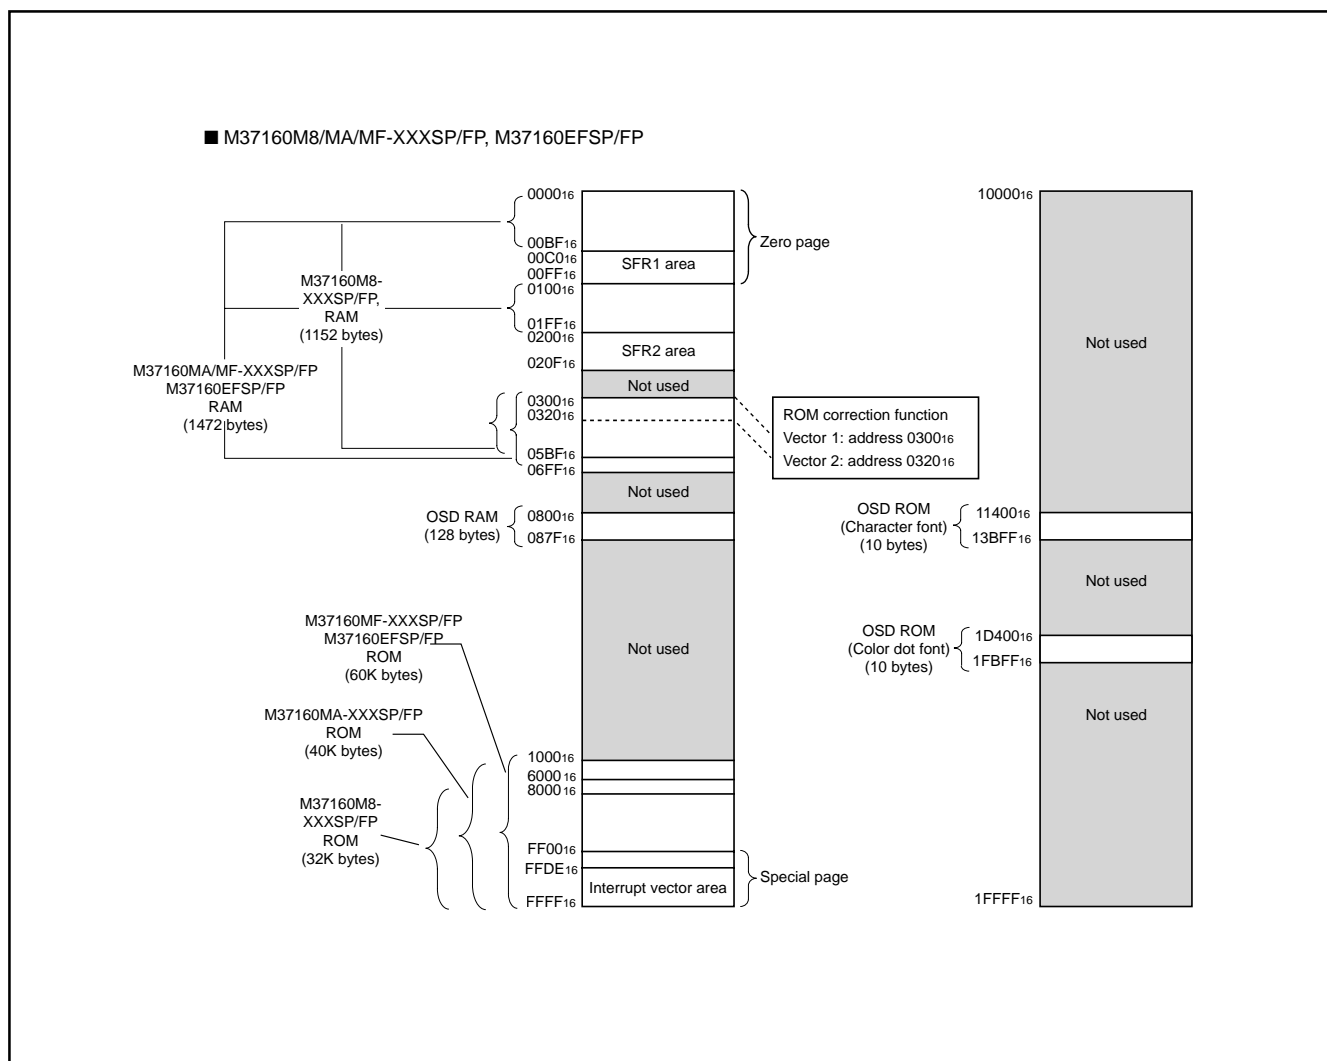 ■ M37160M8/MA/MF-XXXSP/FP, M37160EFSP/FP
000016
00BF16
00C016
00FF16
010016
01FF16
020016
020F16
030016
032016
05BF16
06FF16
080016
087F16
100016
600016
800016
FF0016
FFDE16
FFFF16
SFR1 area
SFR2 area
Not used
Not used
Not used
Interrupt vector area
Zero page
Special page
M37160M8-
XXXSP/FP,
RAM
(1152 bytes)
M37160MA/MF-XXXSP/FP
M37160EFSP/FP
RAM
(1472 bytes)
ROM correction function
Vector 1: address 030016
Vector 2: address 032016
OSD RAM
(128 bytes)
M37160MF-XXXSP/FP
M37160EFSP/FP
ROM
(60K bytes)
M37160MA-XXXSP/FP
ROM
(40K bytes)
M37160M8-
XXXSP/FP
ROM
(32K bytes)
1000016
Not used
OSD ROM
(Character font)
(10 bytes)
1140016
13BFF16
Not used
OSD ROM
(Color dot font)
(10 bytes)
1D40016
1FBFF16
Not used
1FFFF16